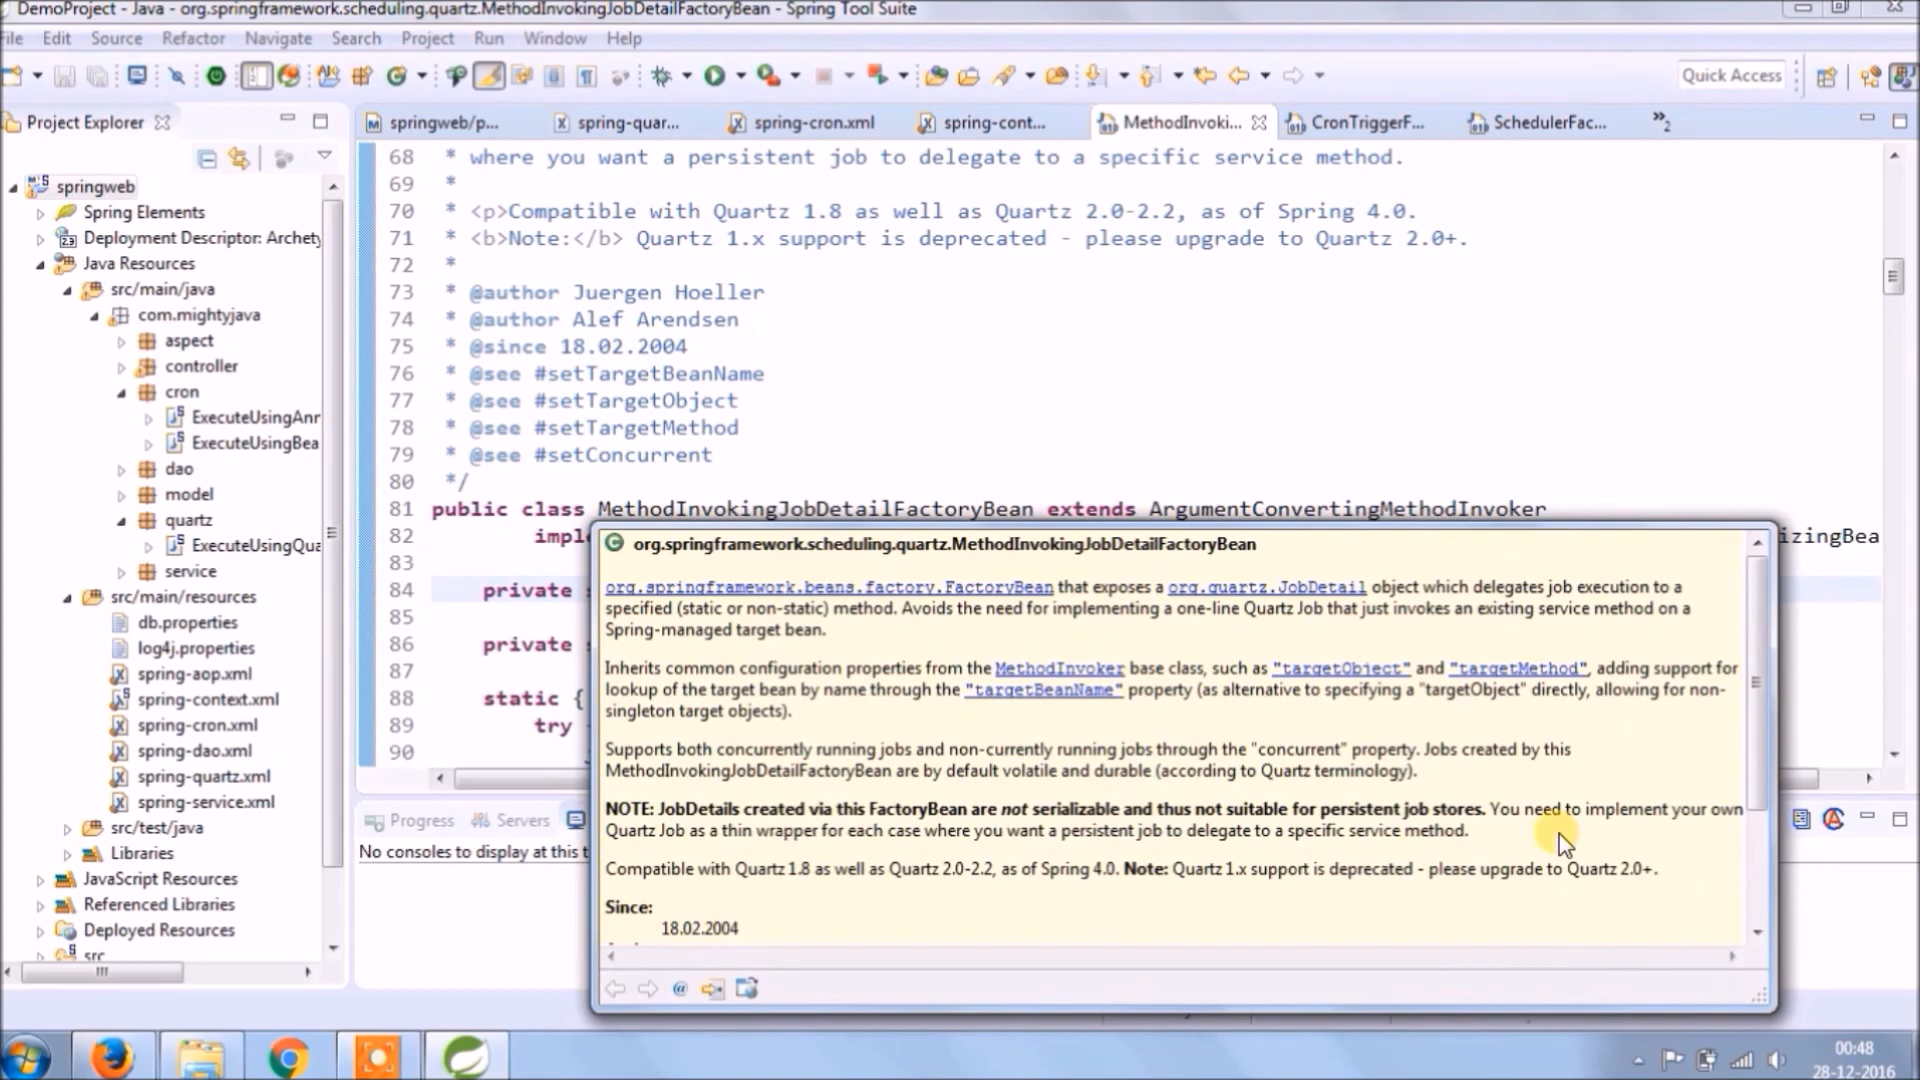 DemoProject - Java - org.springframework.scheduling.quartz.MethodInvokingJobDetailFactoryBean - Spring Tool Suite
File Edit Source Refactor Navigate Search Project Run Window Help
Quick Access
Project Explorer
springweb/p... spring-quar... spring-cron.xml spring-cont... MethodInvoki... CronTriggerF... SchedulerFac... »2
springweb
Spring Elements
Deployment Descriptor: Archety
Java Resources
src/main/java
com.mightyjava
aspect
controller
cron
ExecuteUsingAnr
ExecuteUsingBea
dao
model
quartz
ExecuteUsingQua
service
src/main/resources
db.properties
log4j.properties
spring-aop.xml
spring-context.xml
spring-cron.xml
spring-dao.xml
spring-quartz.xml
spring-service.xml
src/test/java
Libraries
JavaScript Resources
Referenced Libraries
Deployed Resources
src
68 * where you want a persistent job to delegate to a specific service method.
69 *
70 * <p>Compatible with Quartz 1.8 as well as Quartz 2.0-2.2, as of Spring 4.0.
71 * <b>Note:</b> Quartz 1.x support is deprecated - please upgrade to Quartz 2.0+.
72 *
73 * @author Juergen Hoeller
74 * @author Alef Arendsen
75 * @since 18.02.2004
76 * @see #setTargetBeanName
77 * @see #setTargetObject
78 * @see #setTargetMethod
79 * @see #setConcurrent
80 */
81 public class MethodInvokingJobDetailFactoryBean extends ArgumentConvertingMethodInvoker
82 imple izingBea
83
84 private s
85
86 private s
87
88 static {
89 try
90
org.springframework.scheduling.quartz.MethodInvokingJobDetailFactoryBean
org.springframework.beans.factory.FactoryBean that exposes a org.quartz.JobDetail object which delegates job execution to a
specified (static or non-static) method. Avoids the need for implementing a one-line Quartz Job that just invokes an existing service method on a
Spring-managed target bean.
Inherits common configuration properties from the MethodInvoker base class, such as "targetObject" and "targetMethod", adding support for
lookup of the target bean by name through the "targetBeanName" property (as alternative to specifying a "targetObject" directly, allowing for non-
singleton target objects).
Supports both concurrently running jobs and non-currently running jobs through the "concurrent" property. Jobs created by this
MethodInvokingJobDetailFactoryBean are by default volatile and durable (according to Quartz terminology).
NOTE: JobDetails created via this FactoryBean are not serializable and thus not suitable for persistent job stores. You need to implement your own
Quartz Job as a thin wrapper for each case where you want a persistent job to delegate to a specific service method.
Compatible with Quartz 1.8 as well as Quartz 2.0-2.2, as of Spring 4.0. Note: Quartz 1.x support is deprecated - please upgrade to Quartz 2.0+.
Since:
18.02.2004
Progress Servers
No consoles to display at this t
00:48
28-12-2016